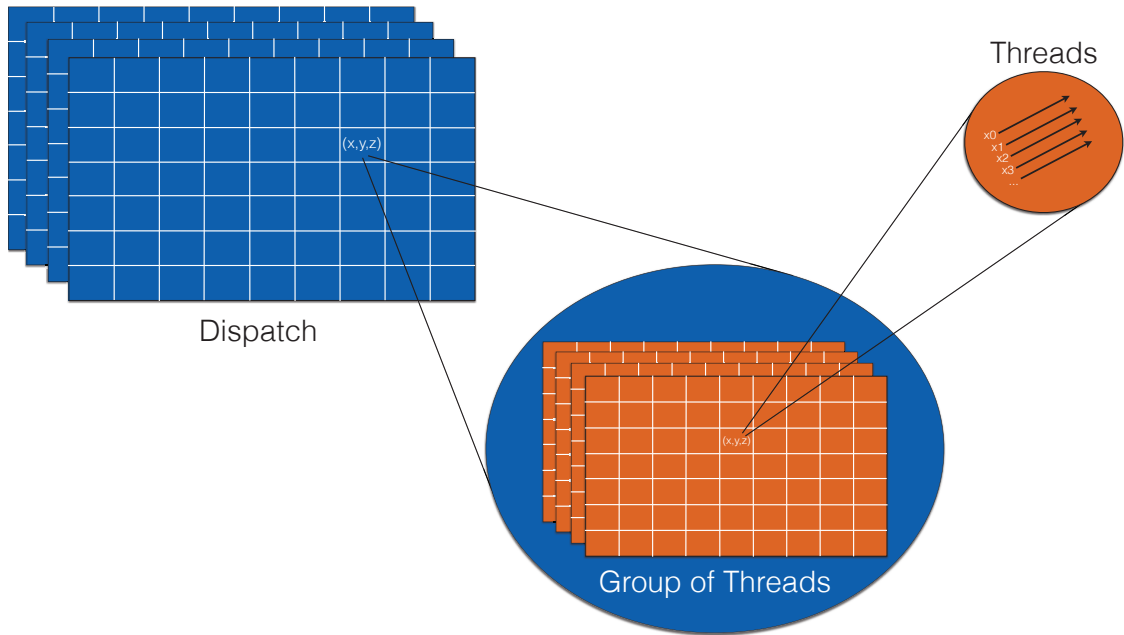 Threads
(x,y,z)
x0
x1
x2
x3
...
Dispatch
(x,y,z)
Group of Threads